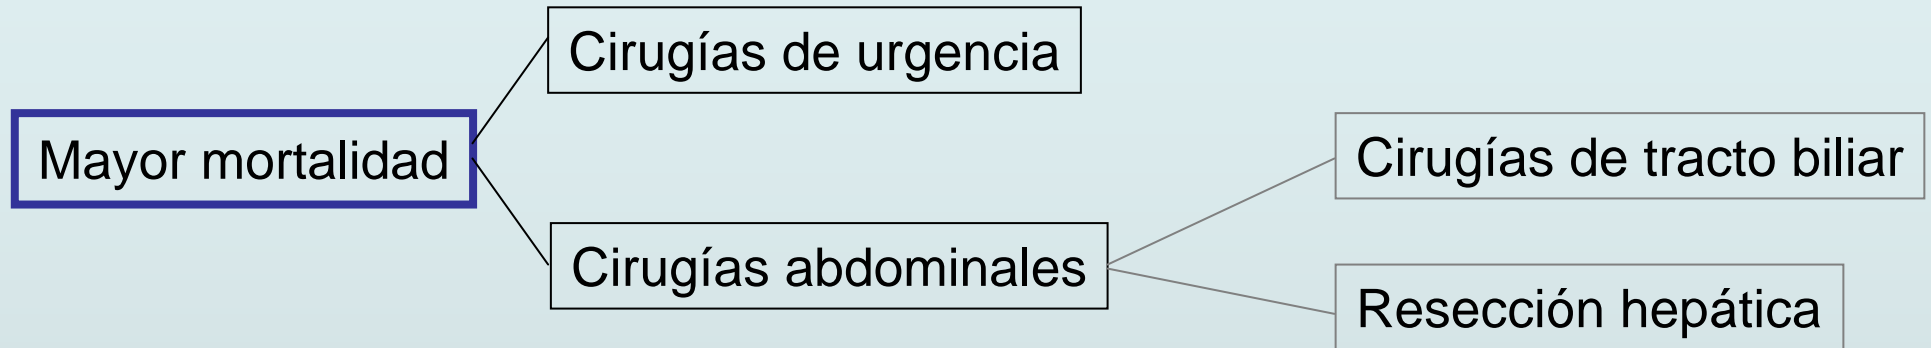 Mayor mortalidad
Cirugías de urgencia
Cirugías abdominales
Cirugías de tracto biliar
Resección hepática